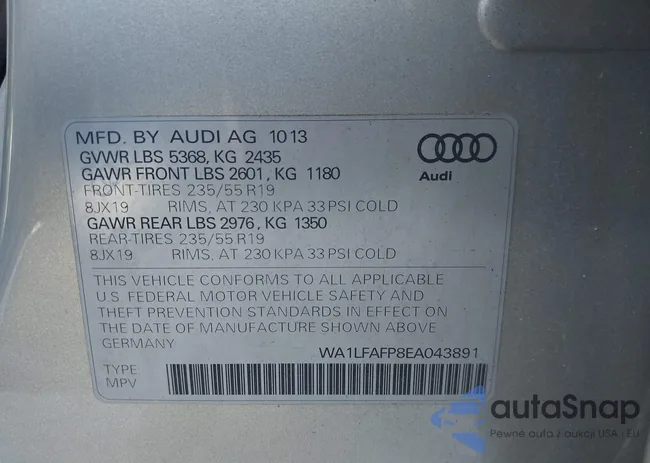 MFD. BY AUDI AG 10 13
GVWR LBS 5368, KG 2435
GAWR FRONT LBS 2601, KG 1180
FRONT-TIRES 235/55 R19
8JX19 RIMS, AT 230 KPA 33 PSI COLD
GAWR REAR LBS 2976, KG 1350
REAR-TIRES 235/55 R19
8JX19 RIMS, AT 230 KPA 33 PSI COLD
Audi
THIS VEHICLE CONFORMS TO ALL APPLICABLE
U.S. FEDERAL MOTOR VEHICLE SAFETY AND
THEFT PREVENTION STANDARDS IN EFFECT ON
THE DATE OF MANUFACTURE SHOWN ABOVE
GERMANY
WA1LFAFP8EA043891
TYPE
MPV
autaSnap
Pewne auta z aukcji USA i EU